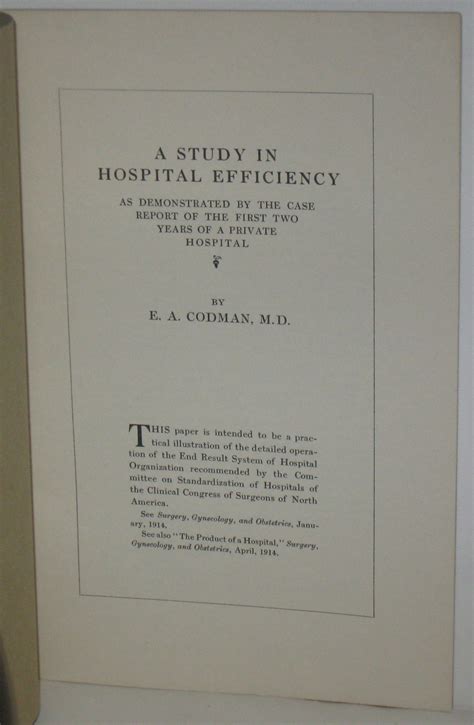 A STUDY IN
HOSPITAL EFFICIENCY
AS DEMONSTRATED BY THE CASE
REPORT OF THE FIRST TWO
YEARS OF A PRIVATE
HOSPITAL
BY
E. A. CODMAN, M.D.
THIS paper is intended to be a prac-
tical illustration of the detailed opera-
tion of the End Result System of Hospital
Organization recommended by the Com-
mittee on Standardization of Hospitals of
the Clinical Congress of Surgeons of North
America.
See Surgery, Gynecology, and Obstetrics, Janu-
ary, 1914.
See also "The Product of a Hospital," Surgery,
Gynecology, and Obstetrics, April, 1914.